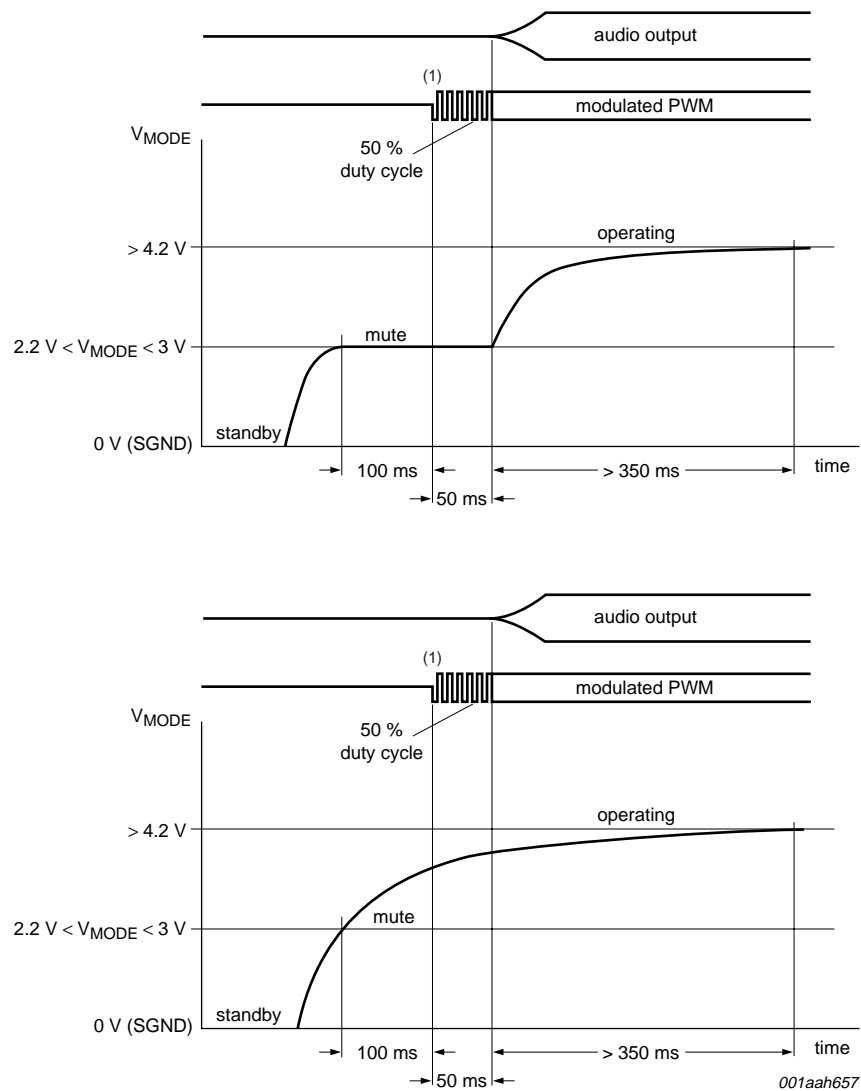 audio output
(1)
modulated PWM
VMODE
50 %
duty cycle
> 4.2 V
operating
2.2 V < VMODE < 3 V
mute
0 V (SGND)
standby
100 ms
> 350 ms
time
50 ms
audio output
(1)
modulated PWM
VMODE
50 %
duty cycle
> 4.2 V
operating
2.2 V < VMODE < 3 V
mute
0 V (SGND)
standby
100 ms
> 350 ms
time
50 ms
001aah657